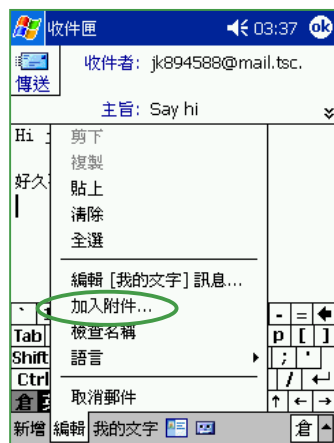 收件匣 03:37 ok
傳送
收件者: jk894588@mail.tsc.
主旨: Say hi
Hi
好久
剪下
複製
貼上
清除
全選
編輯 [我的文字] 訊息...
加入附件...
檢查名稱
語言
取消郵件
` - =
Tab p [ ]
Shift ; '
Ctrl /
倉
新增 編輯 我的文字 倉